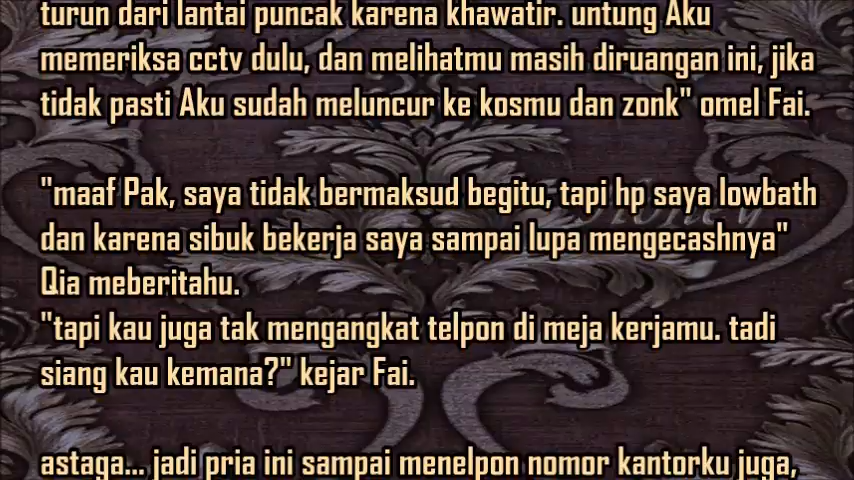 turun dari lantai puncak karena khawatir. untung Aku
memeriksa cctv dulu, dan melihatmu masih diruangan ini, jika
tidak pasti Aku sudah meluncur ke kosmu dan zonk" omel Fai.
"maaf Pak, saya tidak bermaksud begitu, tapi hp saya lowbath
dan karena sibuk bekerja saya sampai lupa mengecashnya"
Qia meberitahu.
"tapi kau juga tak mengangkat telpon di meja kerjamu. tadi
siang kau kemana?" kejar Fai.
astaga... jadi pria ini sampai menelpon nomor kantorku juga,